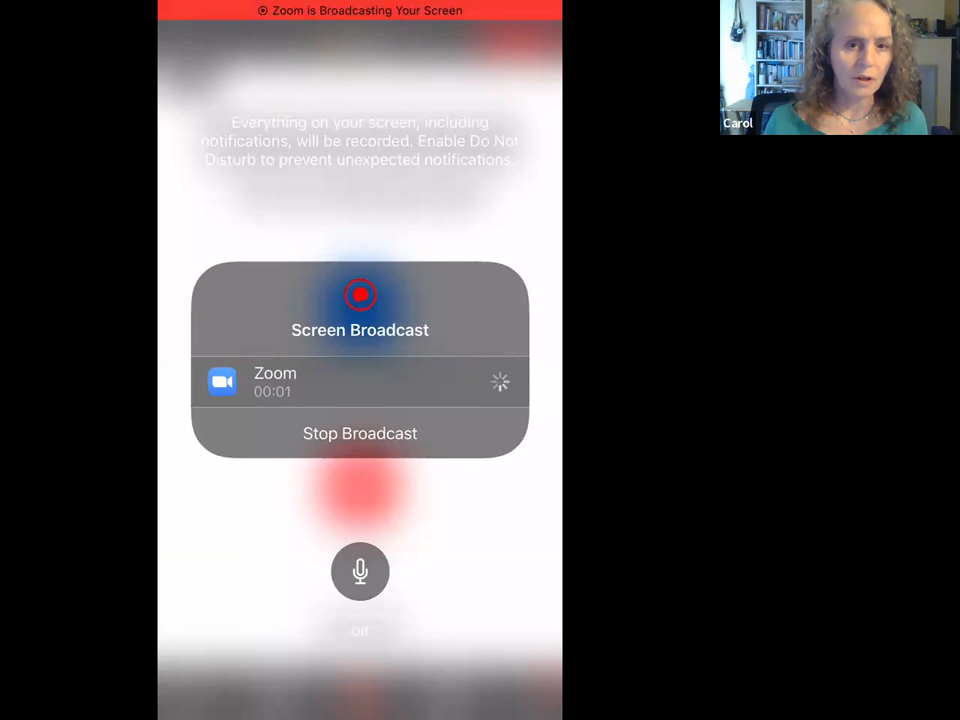 Zoom is Broadcasting Your Screen
Everything on your screen, including
notifications, will be recorded. Enable Do Not
Disturb to prevent unexpected notifications.
Carol
Screen Broadcast
Zoom
00:01
Stop Broadcast
Off